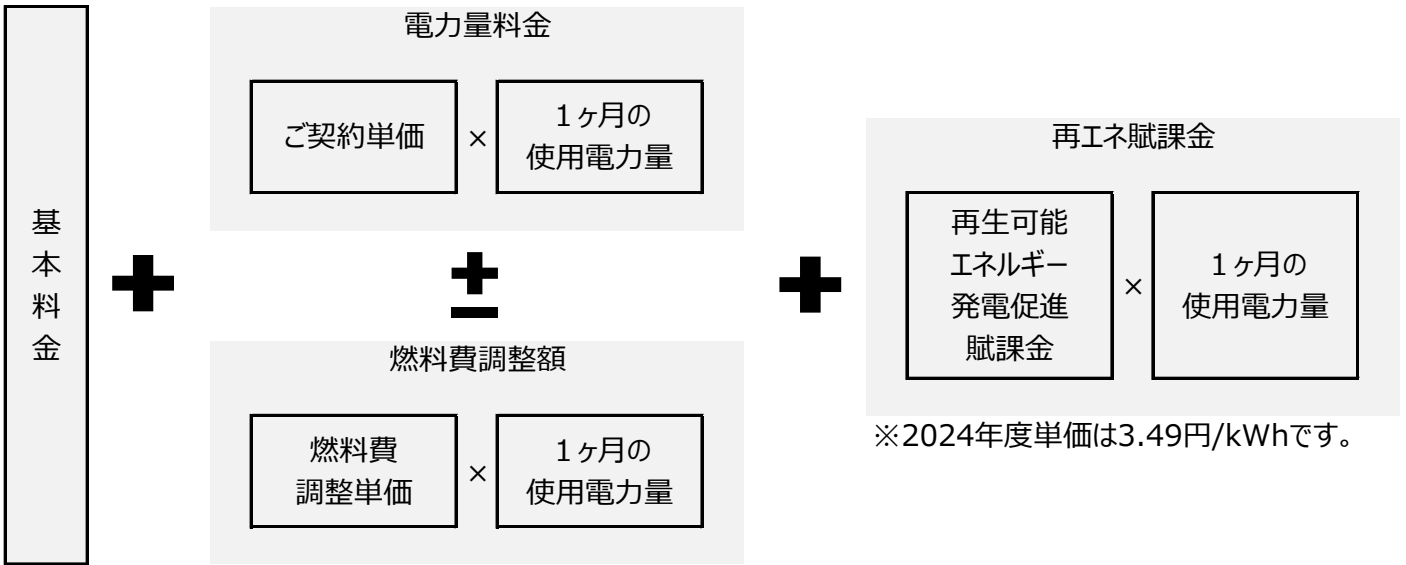 基本料金
電力量料金
ご契約単価
×
1ヶ月の
使用電力量
±
燃料費調整額
燃料費
調整単価
×
1ヶ月の
使用電力量
+
+
再エネ賦課金
再生可能
エネルギー
発電促進
賦課金
×
1ヶ月の
使用電力量
※2024年度単価は3.49円/kWhです。